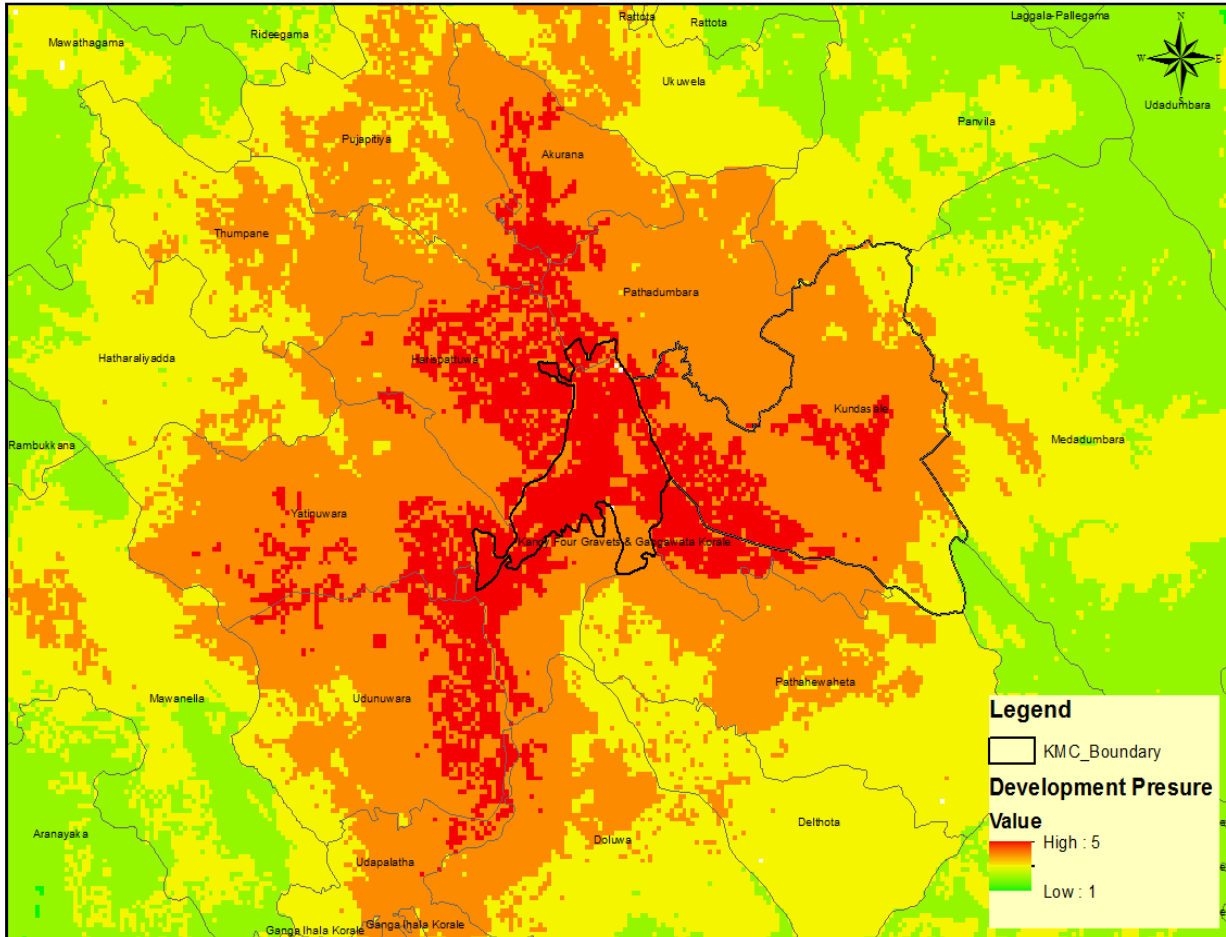 Laggala-Pallegama
Rattota
Rattota
Rideegama
Mawathagama
N
W
E
S
Ukuwela
Udadumbara
Panvila
Pujapitiya
Akurana
Thumpane
Pathadumbara
Hatharaliyadda
Harispattuwa
Kundasale
Rambukkana
Medadumbara
Yatinuwara
Kandy Four Gravets & Gangawata Korale
Pathahewaheta
Mawanella
Udunuwara
Legend
KMC_Boundary
Development Presure
Value
High : 5
Low : 1
Delthota
Aranayaka
Doluwa
Udapalatha
Ganga Ihala Korale
Ganga Ihala Korale